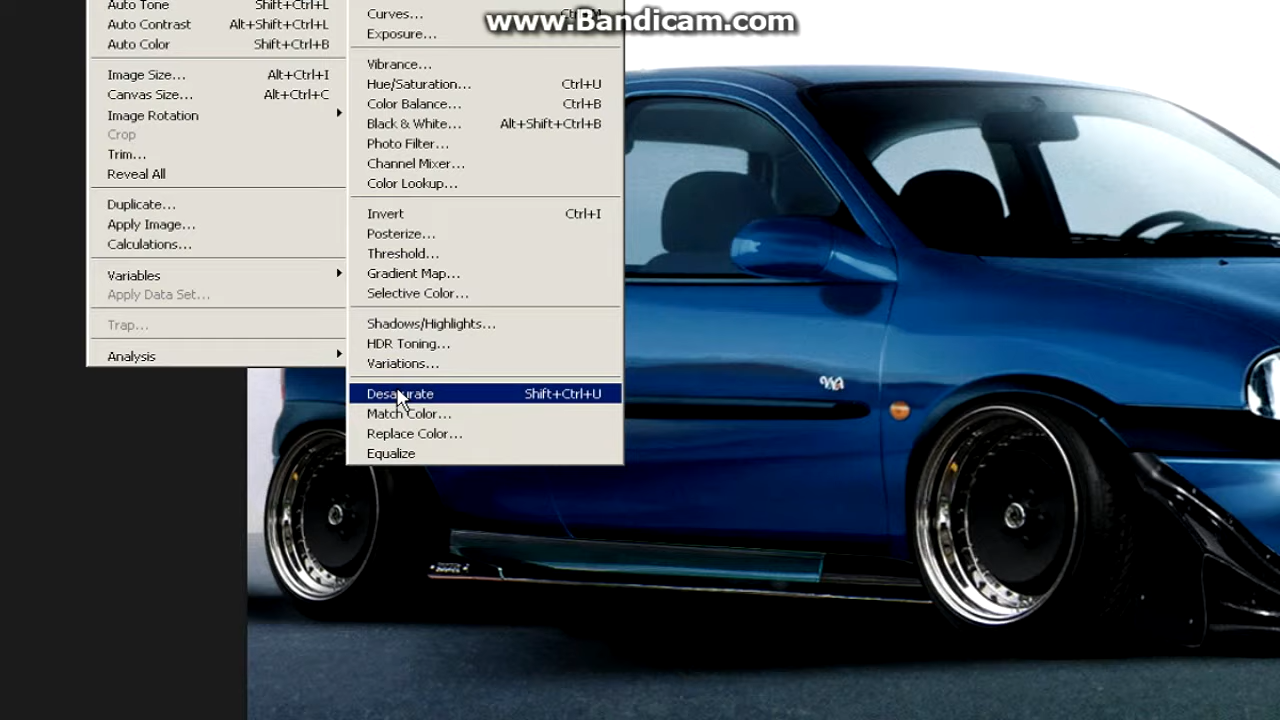 www.Bandicam.com
Auto Tone Shift+Ctrl+L
Auto Contrast Alt+Shift+Ctrl+L
Auto Color Shift+Ctrl+B
Image Size... Alt+Ctrl+I
Canvas Size... Alt+Ctrl+C
Image Rotation
Crop
Trim...
Reveal All
Duplicate...
Apply Image...
Calculations...
Variables
Apply Data Set...
Trap...
Analysis
Curves...
Exposure...
Vibrance...
Hue/Saturation... Ctrl+U
Color Balance... Ctrl+B
Black & White... Alt+Shift+Ctrl+B
Photo Filter...
Channel Mixer...
Color Lookup...
Invert Ctrl+I
Posterize...
Threshold...
Gradient Map...
Selective Color...
Shadows/Highlights...
HDR Toning...
Variations...
Desaturate Shift+Ctrl+U
Match Color...
Replace Color...
Equalize